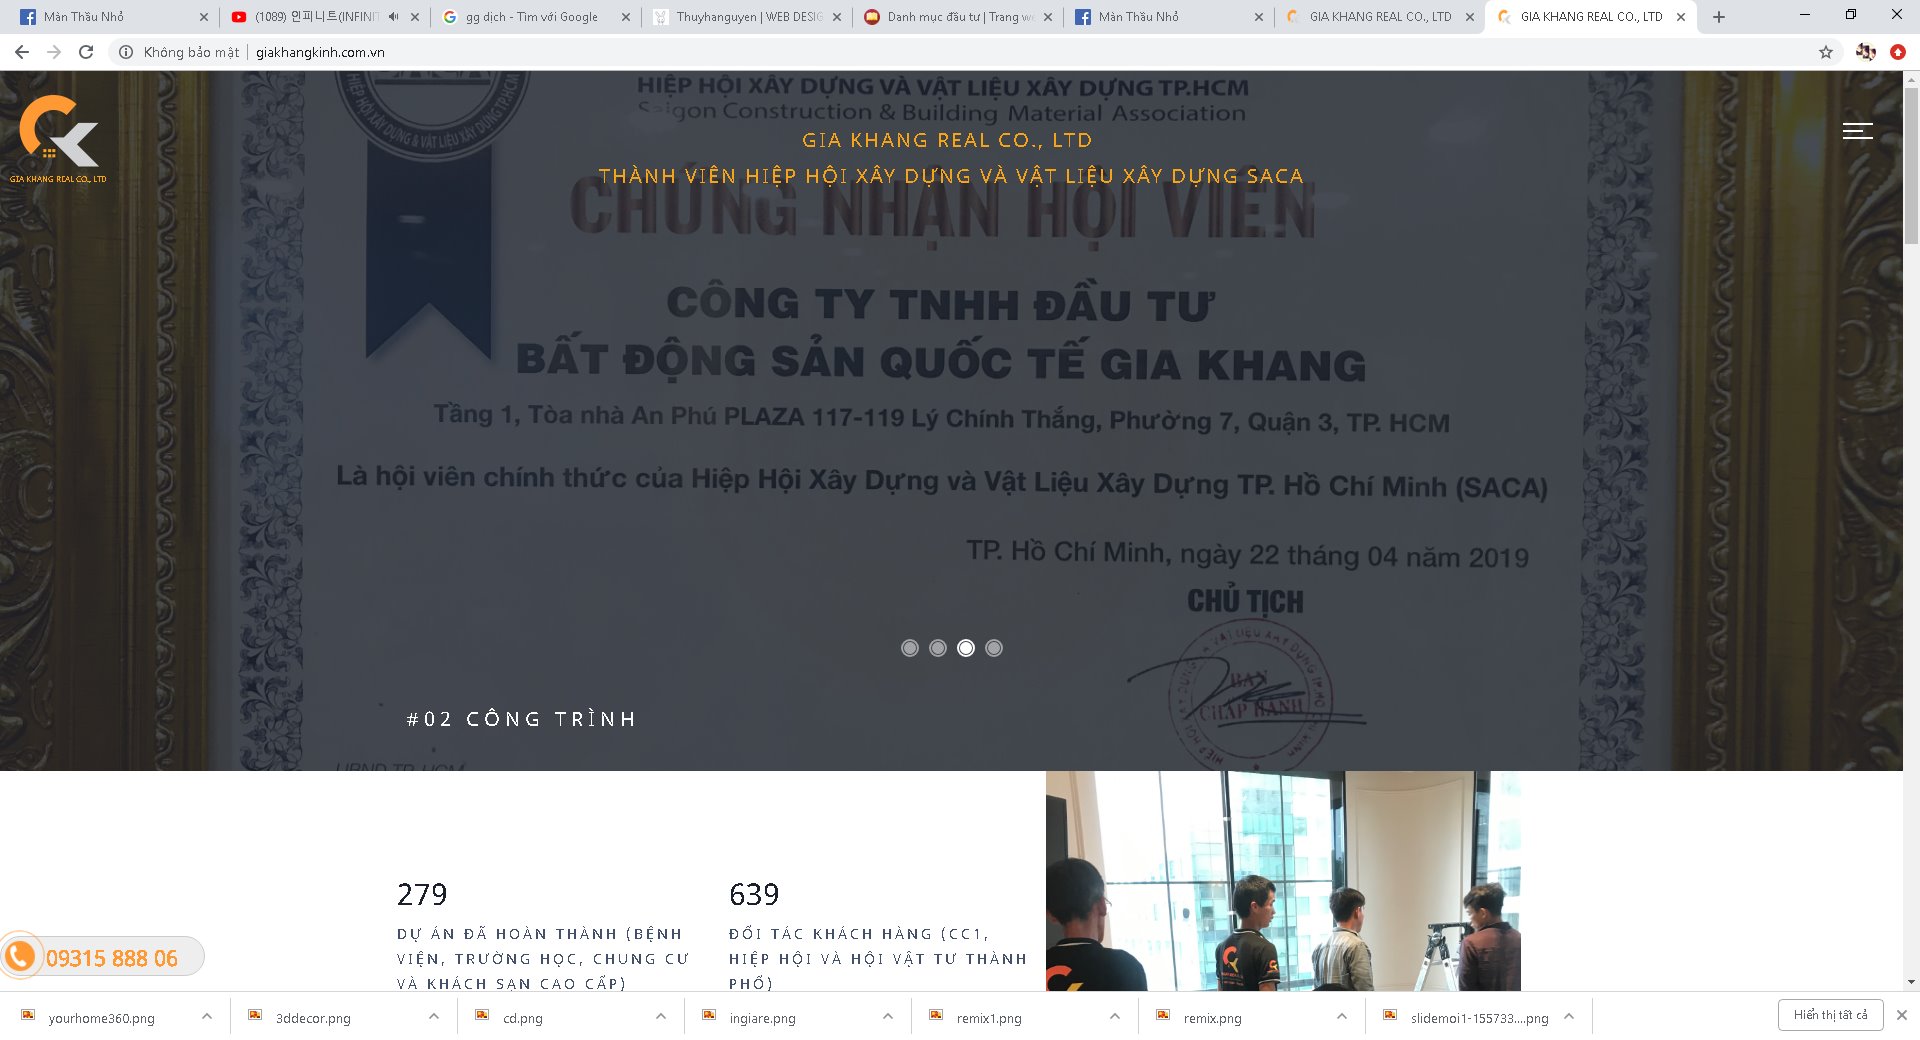 Màn Thầu Nhỏ
(1089) 인피니트(INFINIT
gg dịch - Tìm với Google
Thuyhanguyen | WEB DESIG
Danh mục đầu tư | Trang we
Màn Thầu Nhỏ
GIA KHANG REAL CO., LTD
GIA KHANG REAL CO., LTD
Không bảo mật
giakhangkinh.com.vn
HIỆP HỘI XÂY DỰNG VÀ VẬT LIỆU XÂY DỰNG TP.HCM
Saigon Construction & Building Material Association
GIA KHANG REAL CO., LTD
GIA KHANG REAL CO., LTD
THÀNH VIÊN HIỆP HỘI XÂY DỰNG VÀ VẬT LIỆU XÂY DỰNG SACA
CHỨNG NHẬN HỘI VIÊN
CÔNG TY TNHH ĐẦU TƯ
BẤT ĐỘNG SẢN QUỐC TẾ GIA KHANG
Tầng 1, Tòa nhà An Phú PLAZA 117-119 Lý Chính Thắng, Phường 7, Quận 3, TP. HCM
Là hội viên chính thức của Hiệp Hội Xây Dựng và Vật Liệu Xây Dựng TP. Hồ Chí Minh (SACA)
TP. Hồ Chí Minh, ngày 22 tháng 04 năm 2019
CHỦ TỊCH
BAN
CHẤP HÀNH
#02 CÔNG TRÌNH
279
DỰ ÁN ĐÃ HOÀN THÀNH (BỆNH
VIỆN, TRƯỜNG HỌC, CHUNG CƯ
VÀ KHÁCH SẠN CAO CẤP)
639
ĐỐI TÁC KHÁCH HÀNG (CC1,
HIỆP HỘI VÀ HỘI VẬT TƯ THÀNH
PHỐ)
09315 888 06
yourhome360.png
3ddecor.png
cd.png
ingiare.png
remix1.png
remix.png
slidemoi1-155733....png
Hiển thị tất cả